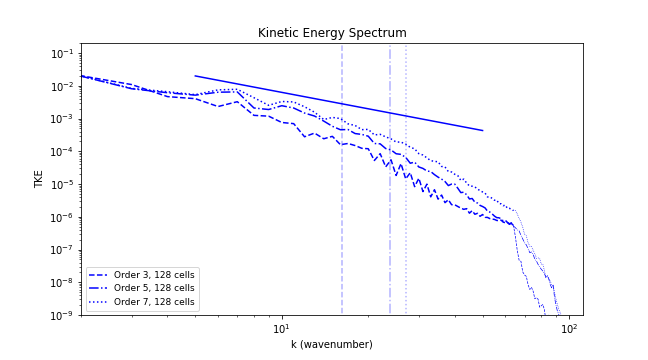 Kinetic Energy Spectrum
TKE
10⁻¹
10⁻²
10⁻³
10⁻⁴
10⁻⁵
10⁻⁶
10⁻⁷
10⁻⁸
10⁻⁹
Order 3, 128 cells
Order 5, 128 cells
Order 7, 128 cells
10¹
10²
k (wavenumber)